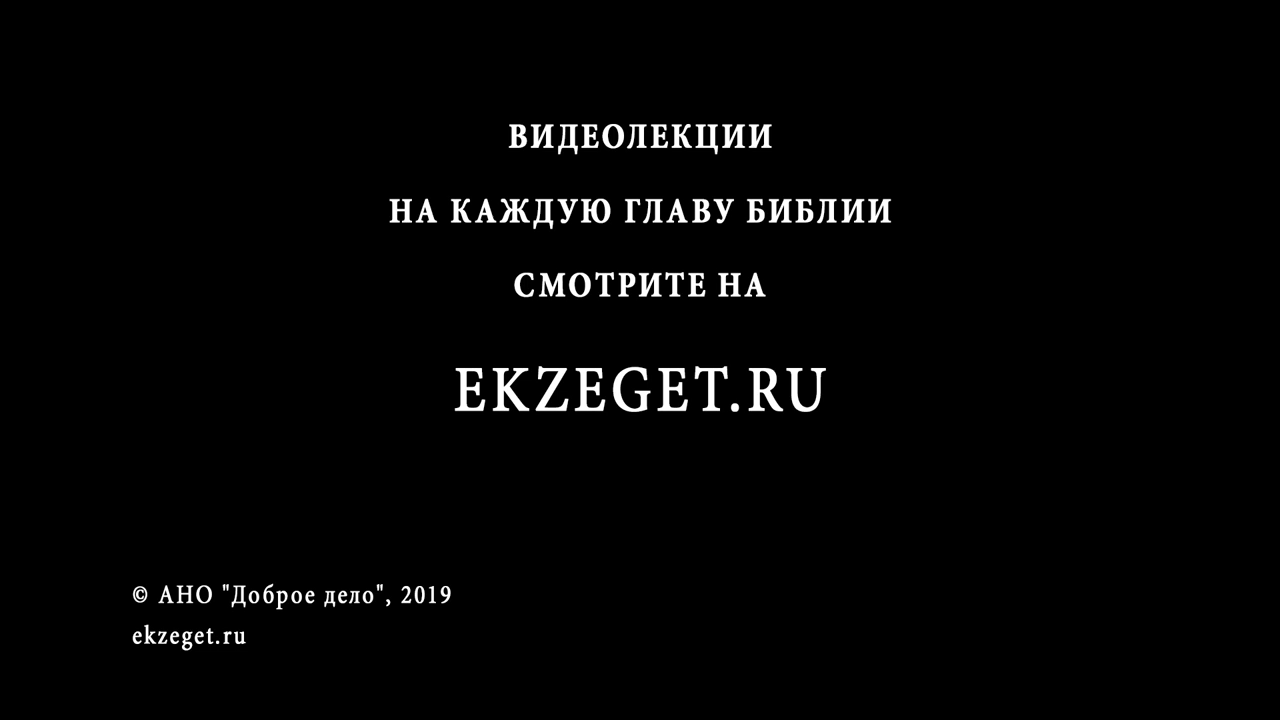 ВИДЕОЛЕКЦИИ
НА КАЖДУЮ ГЛАВУ БИБЛИИ
СМОТРИТЕ НА
EKZEGET.RU
© АНО "Доброе дело", 2019
ekzeget.ru